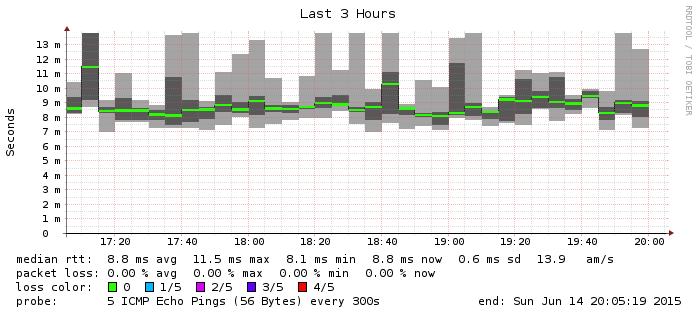 Last 3 Hours
RRDTOOL / TOBI OETIKER
Seconds
13 m
12 m
11 m
10 m
9 m
8 m
7 m
6 m
5 m
4 m
3 m
2 m
1 m
0
17:20 17:40 18:00 18:20 18:40 19:00 19:20 19:40 20:00
median rtt: 8.8 ms avg 11.5 ms max 8.1 ms min 8.8 ms now 0.6 ms sd 13.9 am/s
packet loss: 0.00 % avg 0.00 % max 0.00 % min 0.00 % now
loss color: 0 1/5 2/5 3/5 4/5
probe: 5 ICMP Echo Pings (56 Bytes) every 300s end: Sun Jun 14 20:05:19 2015